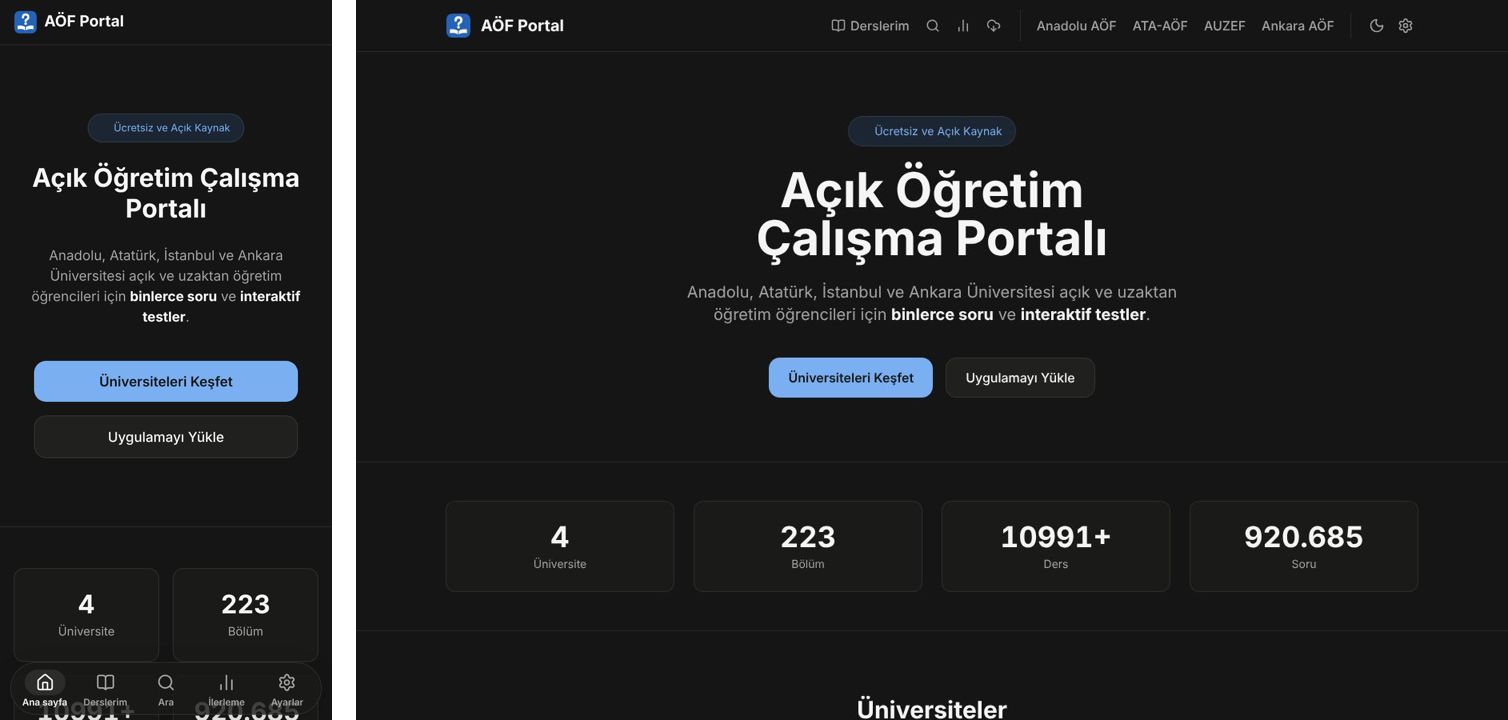 AÖF Portal
Ücretsiz ve Açık Kaynak
Açık Öğretim Çalışma
Portalı
Anadolu, Atatürk, İstanbul ve Ankara
Üniversitesi açık ve uzaktan öğretim
öğrencileri için binlerce soru ve interaktif
testler.
Üniversiteleri Keşfet
Uygulamayı Yükle
4
Üniversite
223
Bölüm
10991+
920.685
Ana sayfa
Derslerim
Ara
İlerleme
Ayarlar
AÖF Portal
Derslerim
Anadolu AÖF
ATA-AÖF
AUZEF
Ankara AÖF
Ücretsiz ve Açık Kaynak
Açık Öğretim
Çalışma Portalı
Anadolu, Atatürk, İstanbul ve Ankara Üniversitesi açık ve uzaktan
öğretim öğrencileri için binlerce soru ve interaktif testler.
Üniversiteleri Keşfet
Uygulamayı Yükle
4
Üniversite
223
Bölüm
10991+
Ders
920.685
Soru
Üniversiteler